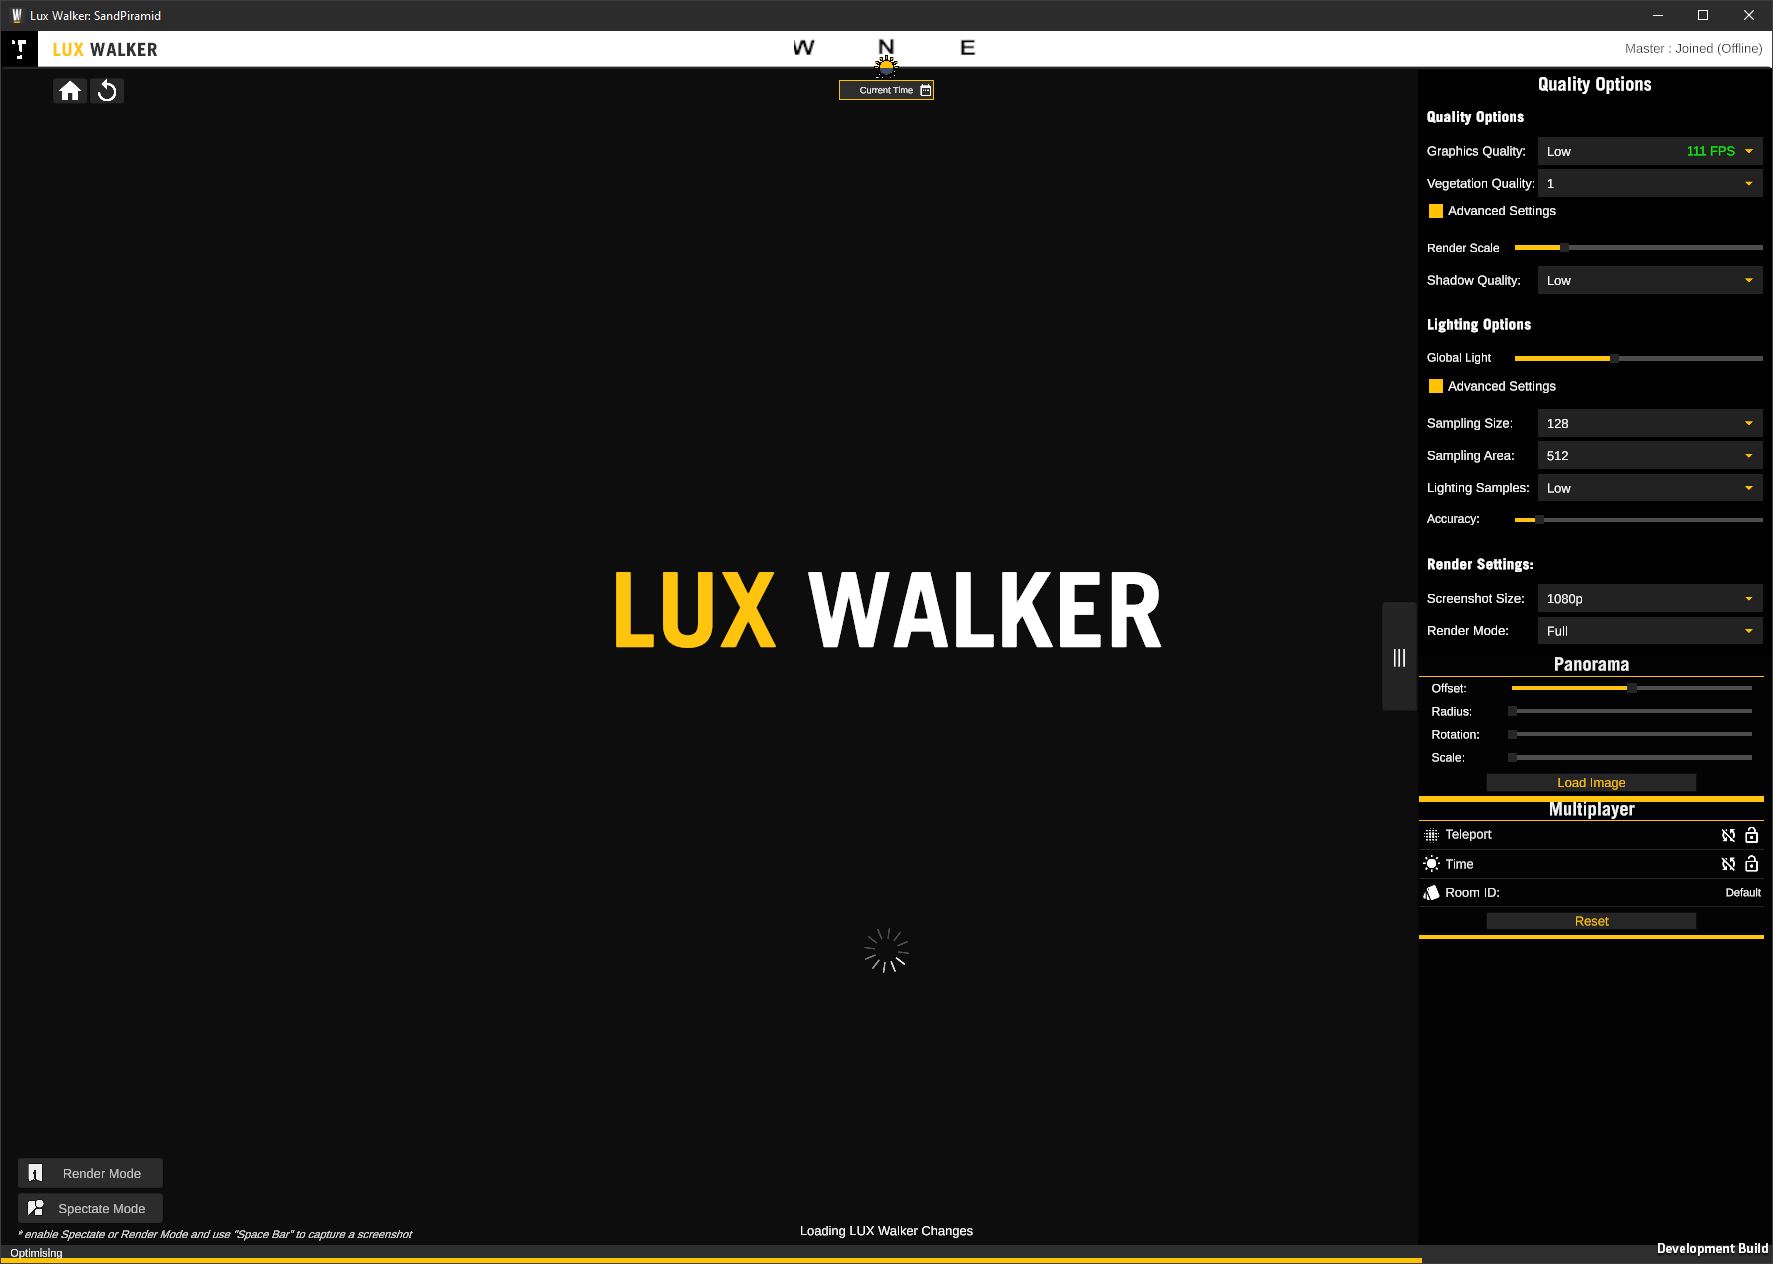 Lux Walker: SandPiramid
LUX WALKER
W N E
Master : Joined (Offline)
Current Time
Quality Options
Quality Options
Graphics Quality: Low 111 FPS
Vegetation Quality: 1
Advanced Settings
Render Scale
Shadow Quality: Low
Lighting Options
Global Light
Advanced Settings
Sampling Size: 128
Sampling Area: 512
Lighting Samples: Low
Accuracy:
Render Settings:
Screenshot Size: 1080p
Render Mode: Full
Panorama
Offset:
Radius:
Rotation:
Scale:
Load Image
Multiplayer
Teleport
Time
Room ID: Default
Reset
LUX WALKER
Render Mode
Spectate Mode
* enable Spectate or Render Mode and use "Space Bar" to capture a screenshot
Loading LUX Walker Changes
Optimising
Development Build